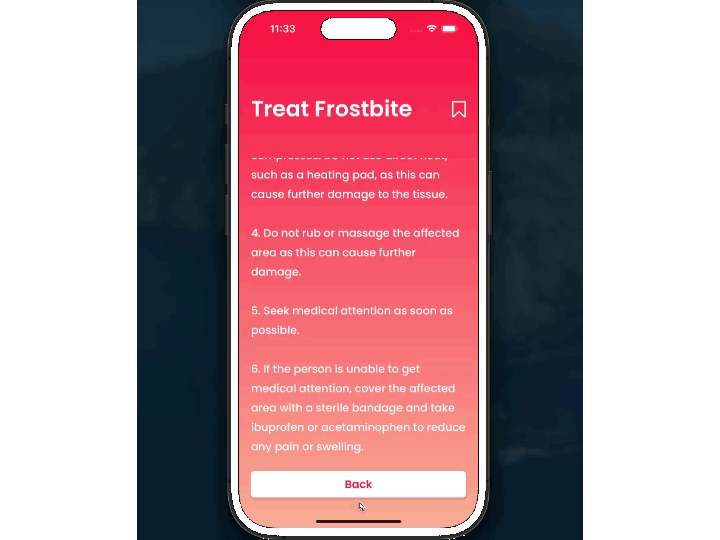 11:33
Treat Frostbite
such as a heating pad, as this can
cause further damage to the tissue.
4. Do not rub or massage the affected
area as this can cause further
damage.
5. Seek medical attention as soon as
possible.
6. If the person is unable to get
medical attention, cover the affected
area with a sterile bandage and take
ibuprofen or acetaminophen to reduce
any pain or swelling.
Back